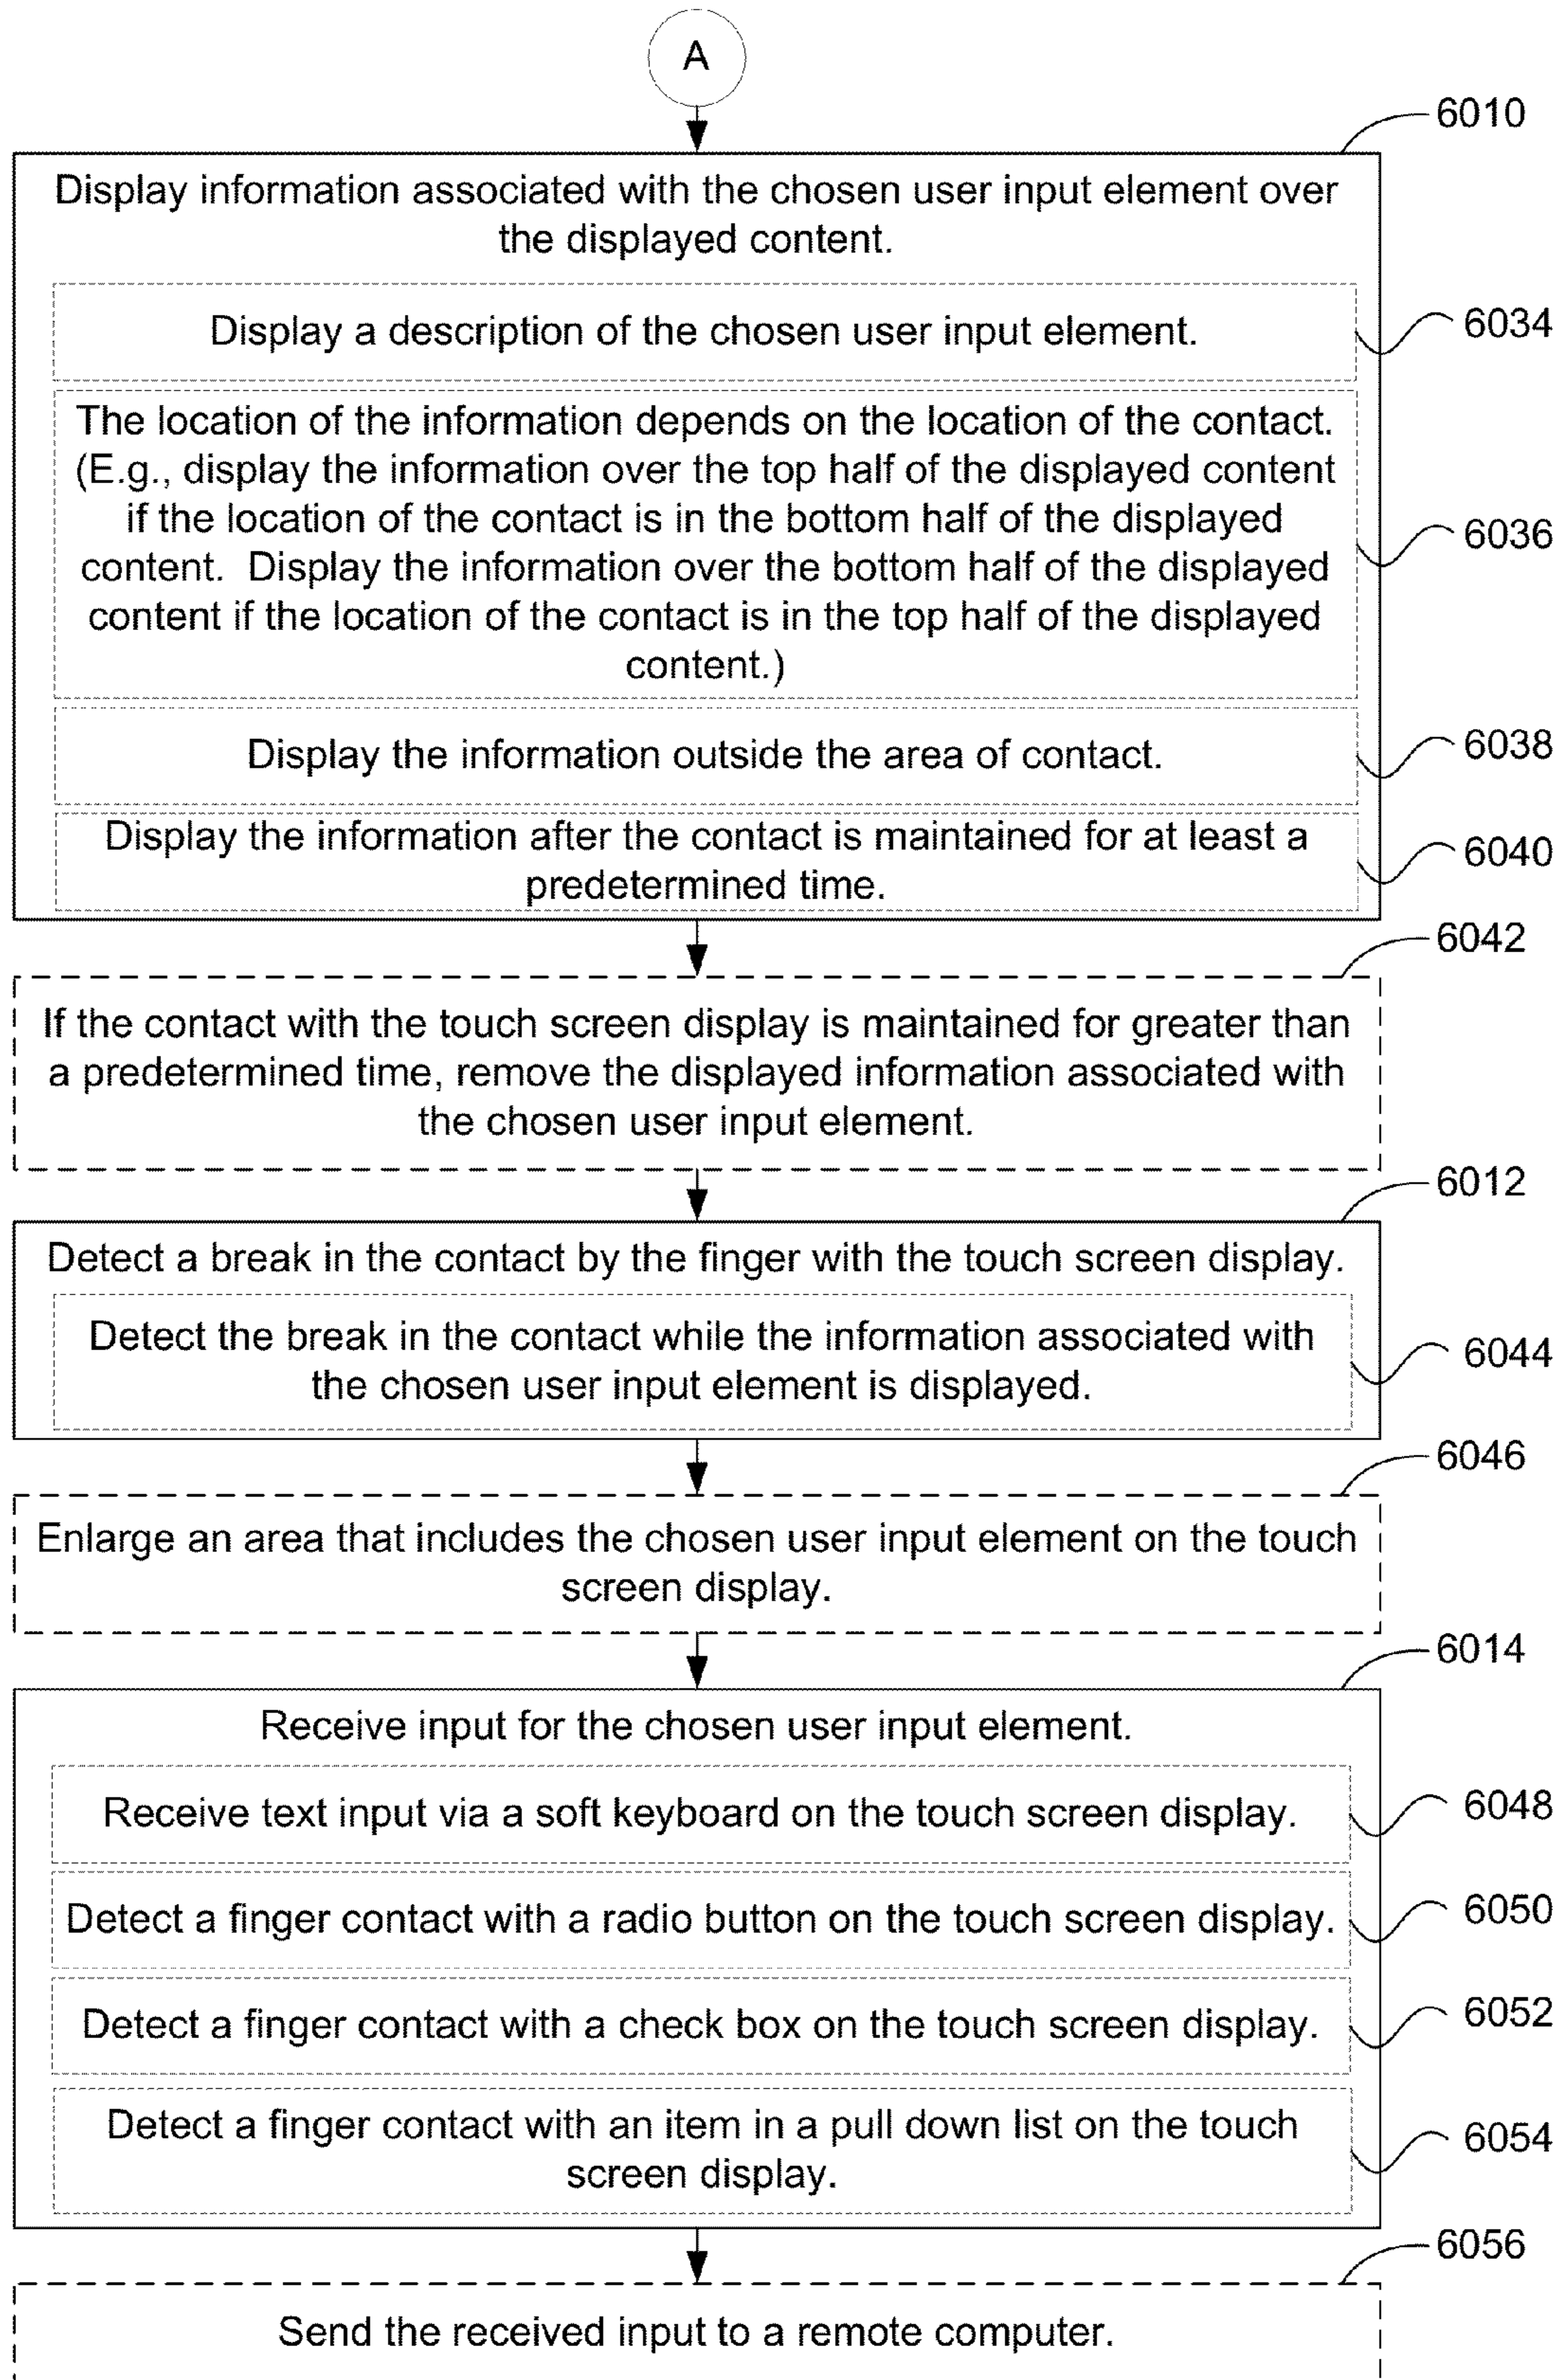 A
6010
Display information associated with the chosen user input element over
the displayed content.
Display a description of the chosen user input element.
6034
The location of the information depends on the location of the contact.
(E.g., display the information over the top half of the displayed content
if the location of the contact is in the bottom half of the displayed
content.  Display the information over the bottom half of the displayed
content if the location of the contact is in the top half of the displayed
content.)
6036
Display the information outside the area of contact.
6038
Display the information after the contact is maintained for at least a
predetermined time.
6040
6042
If the contact with the touch screen display is maintained for greater than
a predetermined time, remove the displayed information associated with
the chosen user input element.
6012
Detect a break in the contact by the finger with the touch screen display.
Detect the break in the contact while the information associated with
the chosen user input element is displayed.
6044
6046
Enlarge an area that includes the chosen user input element on the touch
screen display.
6014
Receive input for the chosen user input element.
Receive text input via a soft keyboard on the touch screen display.
6048
Detect a finger contact with a radio button on the touch screen display.
6050
Detect a finger contact with a check box on the touch screen display.
6052
Detect a finger contact with an item in a pull down list on the touch
screen display.
6054
6056
Send the received input to a remote computer.